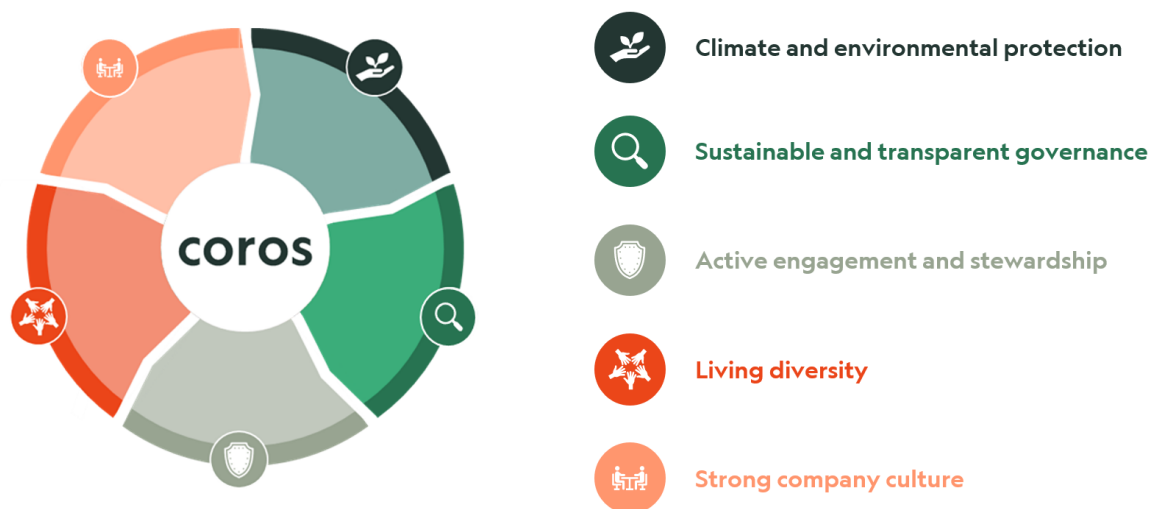 coros
Climate and environmental protection
Sustainable and transparent governance
Active engagement and stewardship
Living diversity
Strong company culture